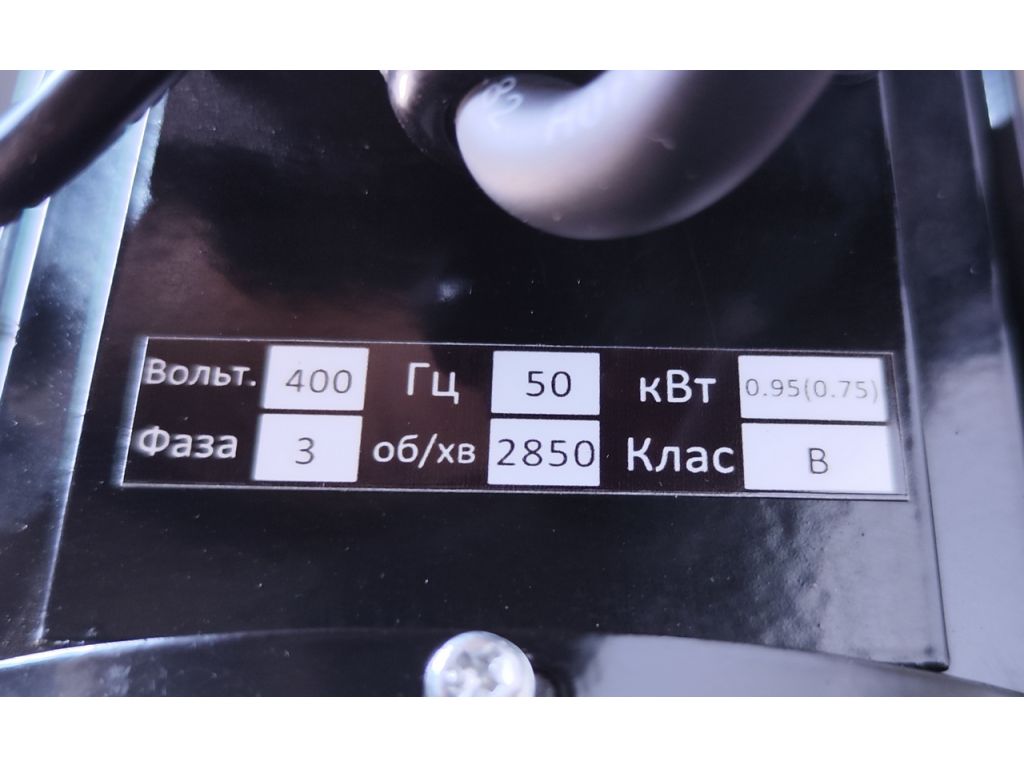 Вольт. 400 Гц 50 кВт 0.95(0.75)
Фаза 3 об/хв 2850 Клас В